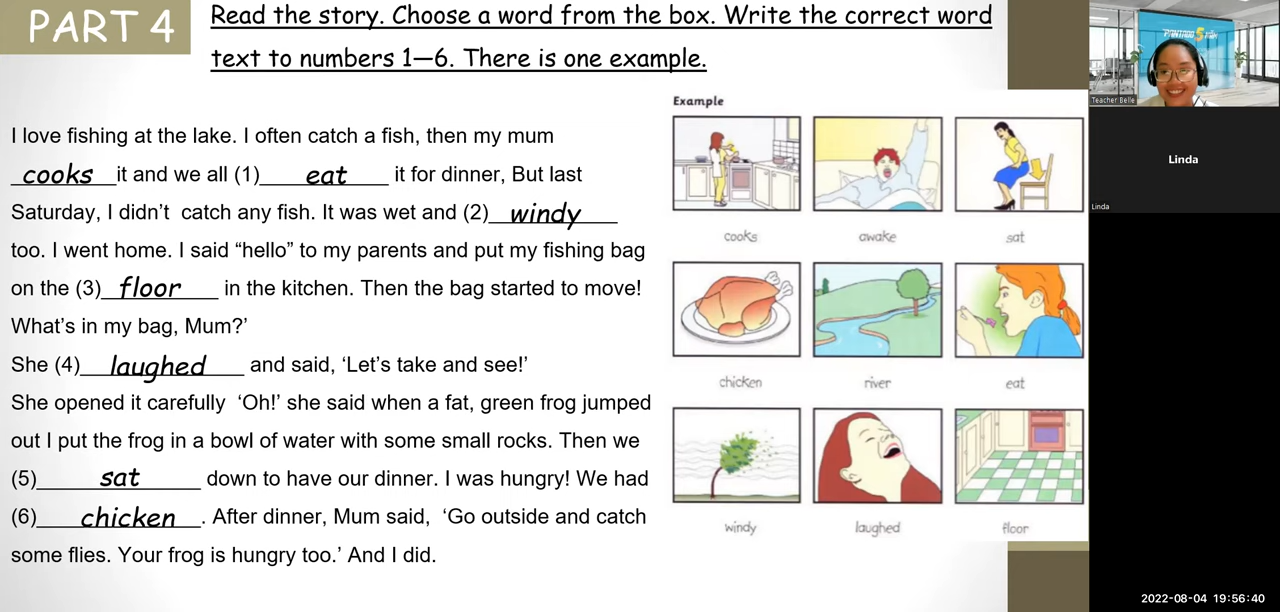 PART 4
Read the story. Choose a word from the box. Write the correct word
text to numbers 1—6. There is one example.
I love fishing at the lake. I often catch a fish, then my mum
cooks it and we all (1) eat it for dinner, But last
Saturday, I didn’t catch any fish. It was wet and (2) windy
too. I went home. I said “hello” to my parents and put my fishing bag
on the (3) floor in the kitchen. Then the bag started to move!
What’s in my bag, Mum?’
She (4) laughed and said, ‘Let’s take and see!’
She opened it carefully ‘Oh!’ she said when a fat, green frog jumped
out I put the frog in a bowl of water with some small rocks. Then we
(5) sat down to have our dinner. I was hungry! We had
(6) chicken. After dinner, Mum said, ‘Go outside and catch
some flies. Your frog is hungry too.’ And I did.
Example
cooks awake sat
chicken river eat
windy laughed floor
Teacher Belle
Linda
Linda
2022-08-04 19:56:40